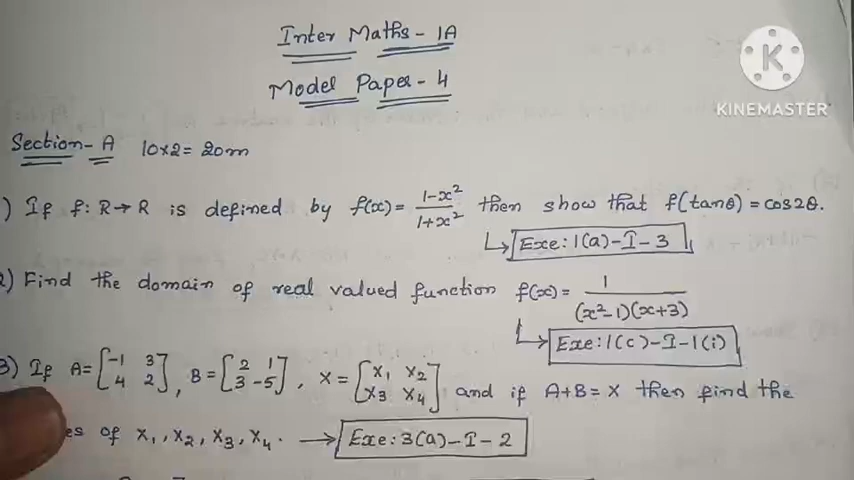 Inter Maths - 1A
Model Paper - 4
KINEMASTER
Section - A 10×2 = 20m
) If f: R→R is defined by f(x) = (1-x²)/(1+x²) then show that f(tanθ) = cos2θ.
Exe: 1(a)-I-3
2) Find the domain of real valued function f(x) = 1/((x²-1)(x+3))
Exe: 1(c)-I-1(i)
3) If A = [-1 3; 4 2], B = [2 1; 3 -5], X = [x₁ x₂; x₃ x₄] and if A+B = X then find the
es of x₁, x₂, x₃, x₄. → Exe: 3(a)-I-2